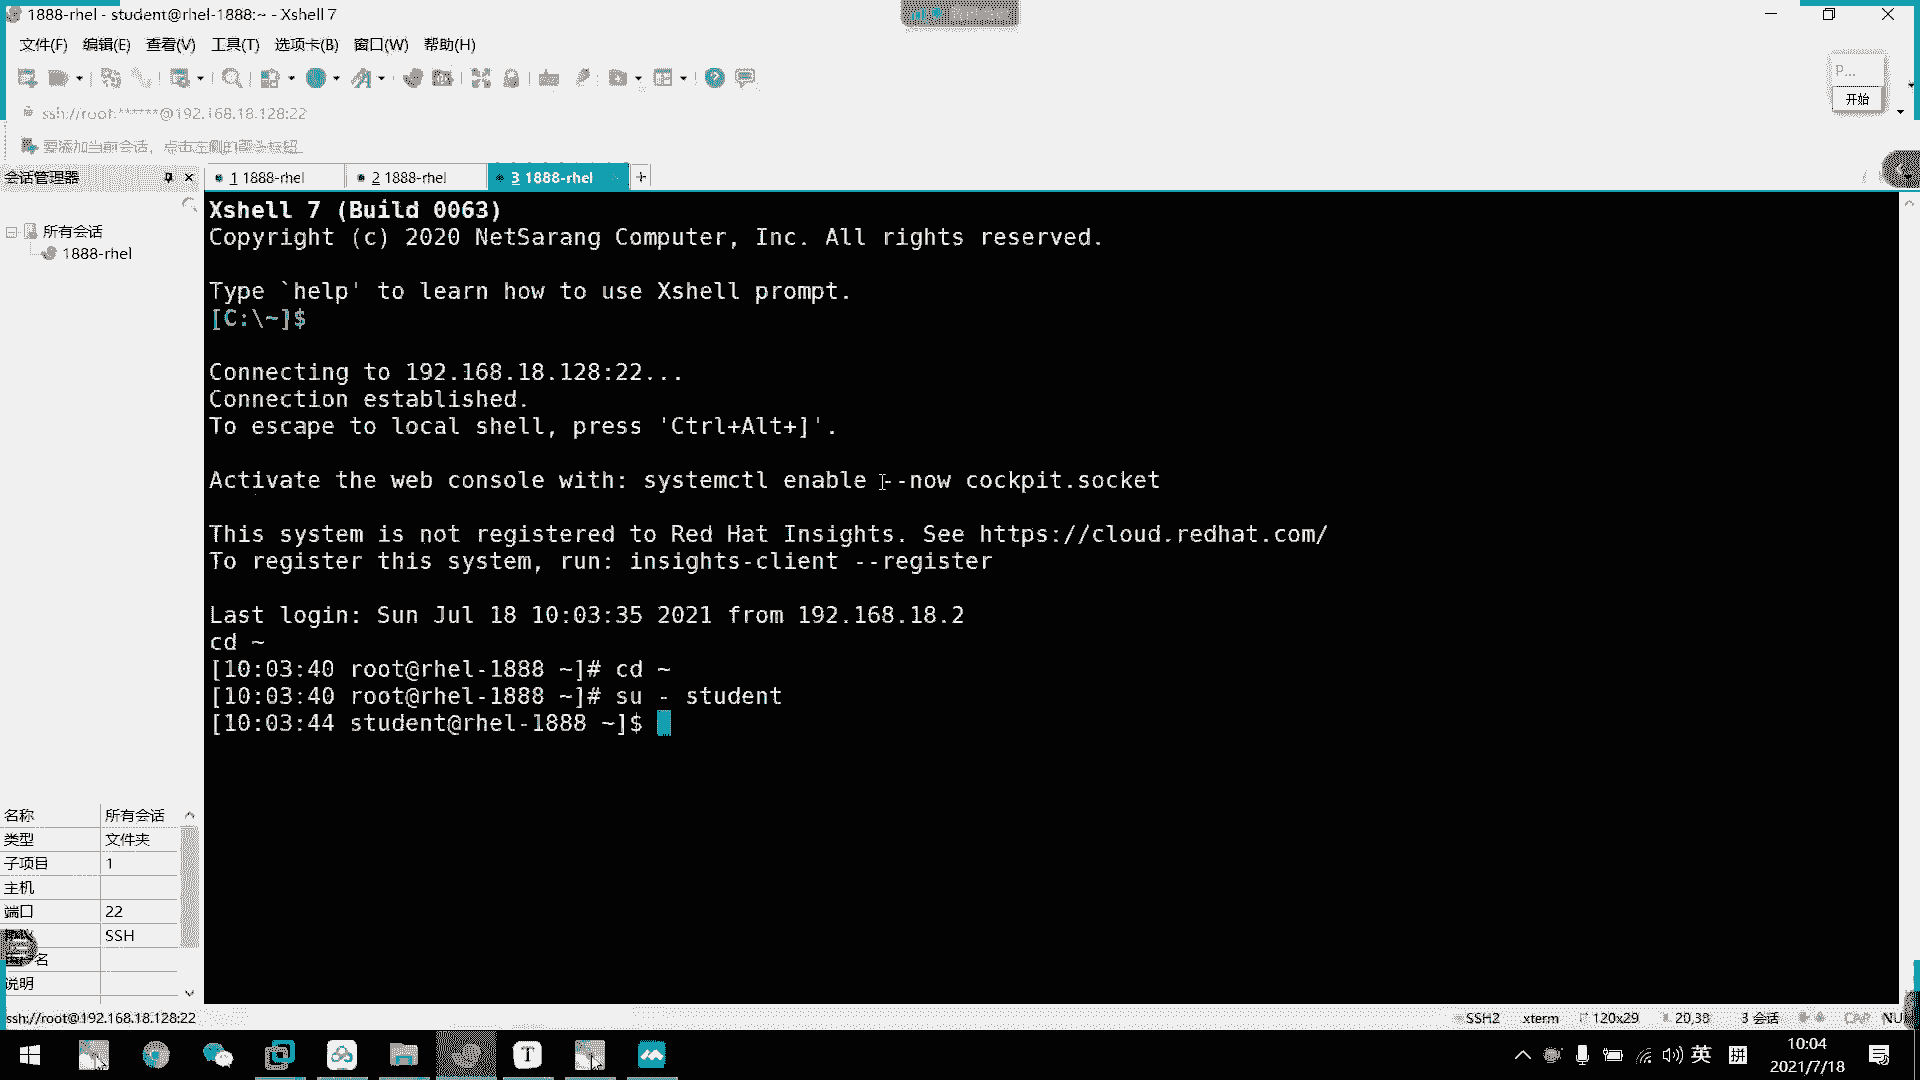 1888-rhel - student@rhel-1888:~ - Xshell 7
文件(F) 编辑(E) 查看(V) 工具(T) 选项卡(B) 窗口(W) 帮助(H)
P...
开始
ssh://root:******@192.168.18.128:22
要添加当前会话，点击左侧的箭头按钮。
会话管理器
1 1888-rhel
2 1888-rhel
3 1888-rhel
所有会话
1888-rhel
Xshell 7 (Build 0063)
Copyright (c) 2020 NetSarang Computer, Inc. All rights reserved.
Type `help' to learn how to use Xshell prompt.
[C:\~]$
Connecting to 192.168.18.128:22...
Connection established.
To escape to local shell, press 'Ctrl+Alt+]'.
Activate the web console with: systemctl enable --now cockpit.socket
This system is not registered to Red Hat Insights. See https://cloud.redhat.com/
To register this system, run: insights-client --register
Last login: Sun Jul 18 10:03:35 2021 from 192.168.18.2
cd ~
[10:03:40 root@rhel-1888 ~]# cd ~
[10:03:40 root@rhel-1888 ~]# su - student
[10:03:44 student@rhel-1888 ~]$
名称 所有会话
类型 文件夹
子项目 1
主机
端口 22
SSH
名
说明
ssh://root@192.168.18.128:22
SSH2 xterm 120x29 20,38 3 会话 CAP NU
英 拼
10:04
2021/7/18